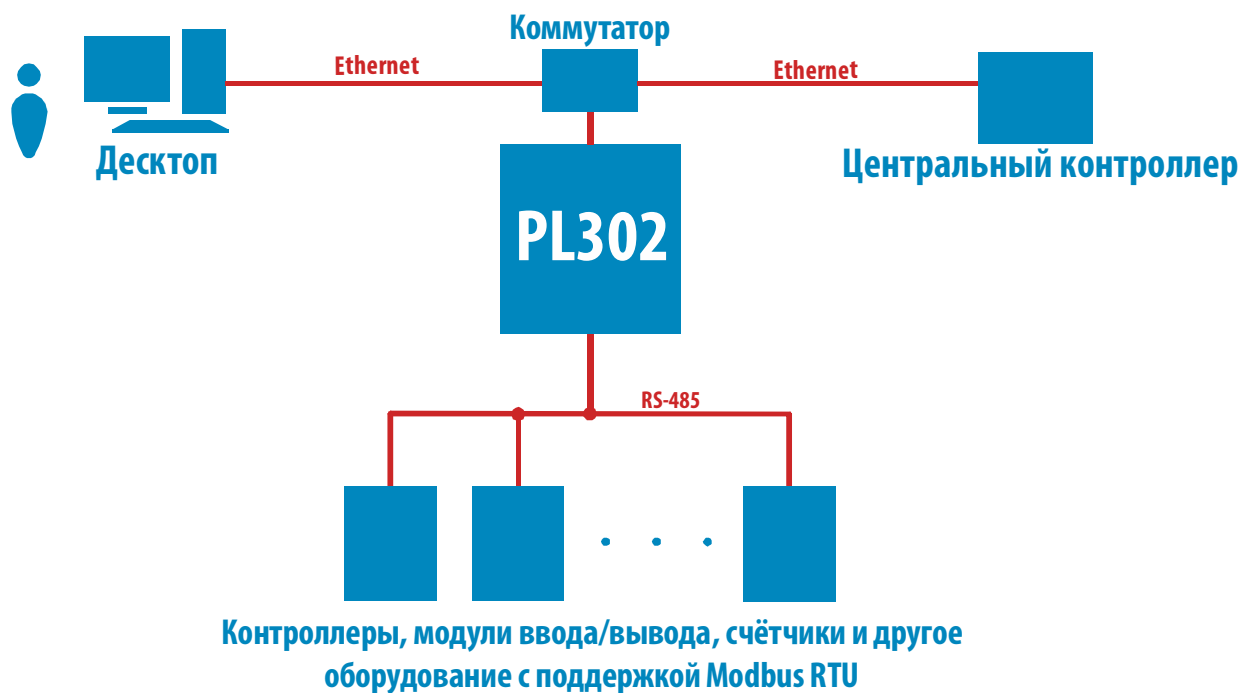 Коммутатор
Ethernet
Ethernet
Десктоп
Центральный контроллер
PL302
RS-485
Контроллеры, модули ввода/вывода, счётчики и другое
оборудование с поддержкой Modbus RTU